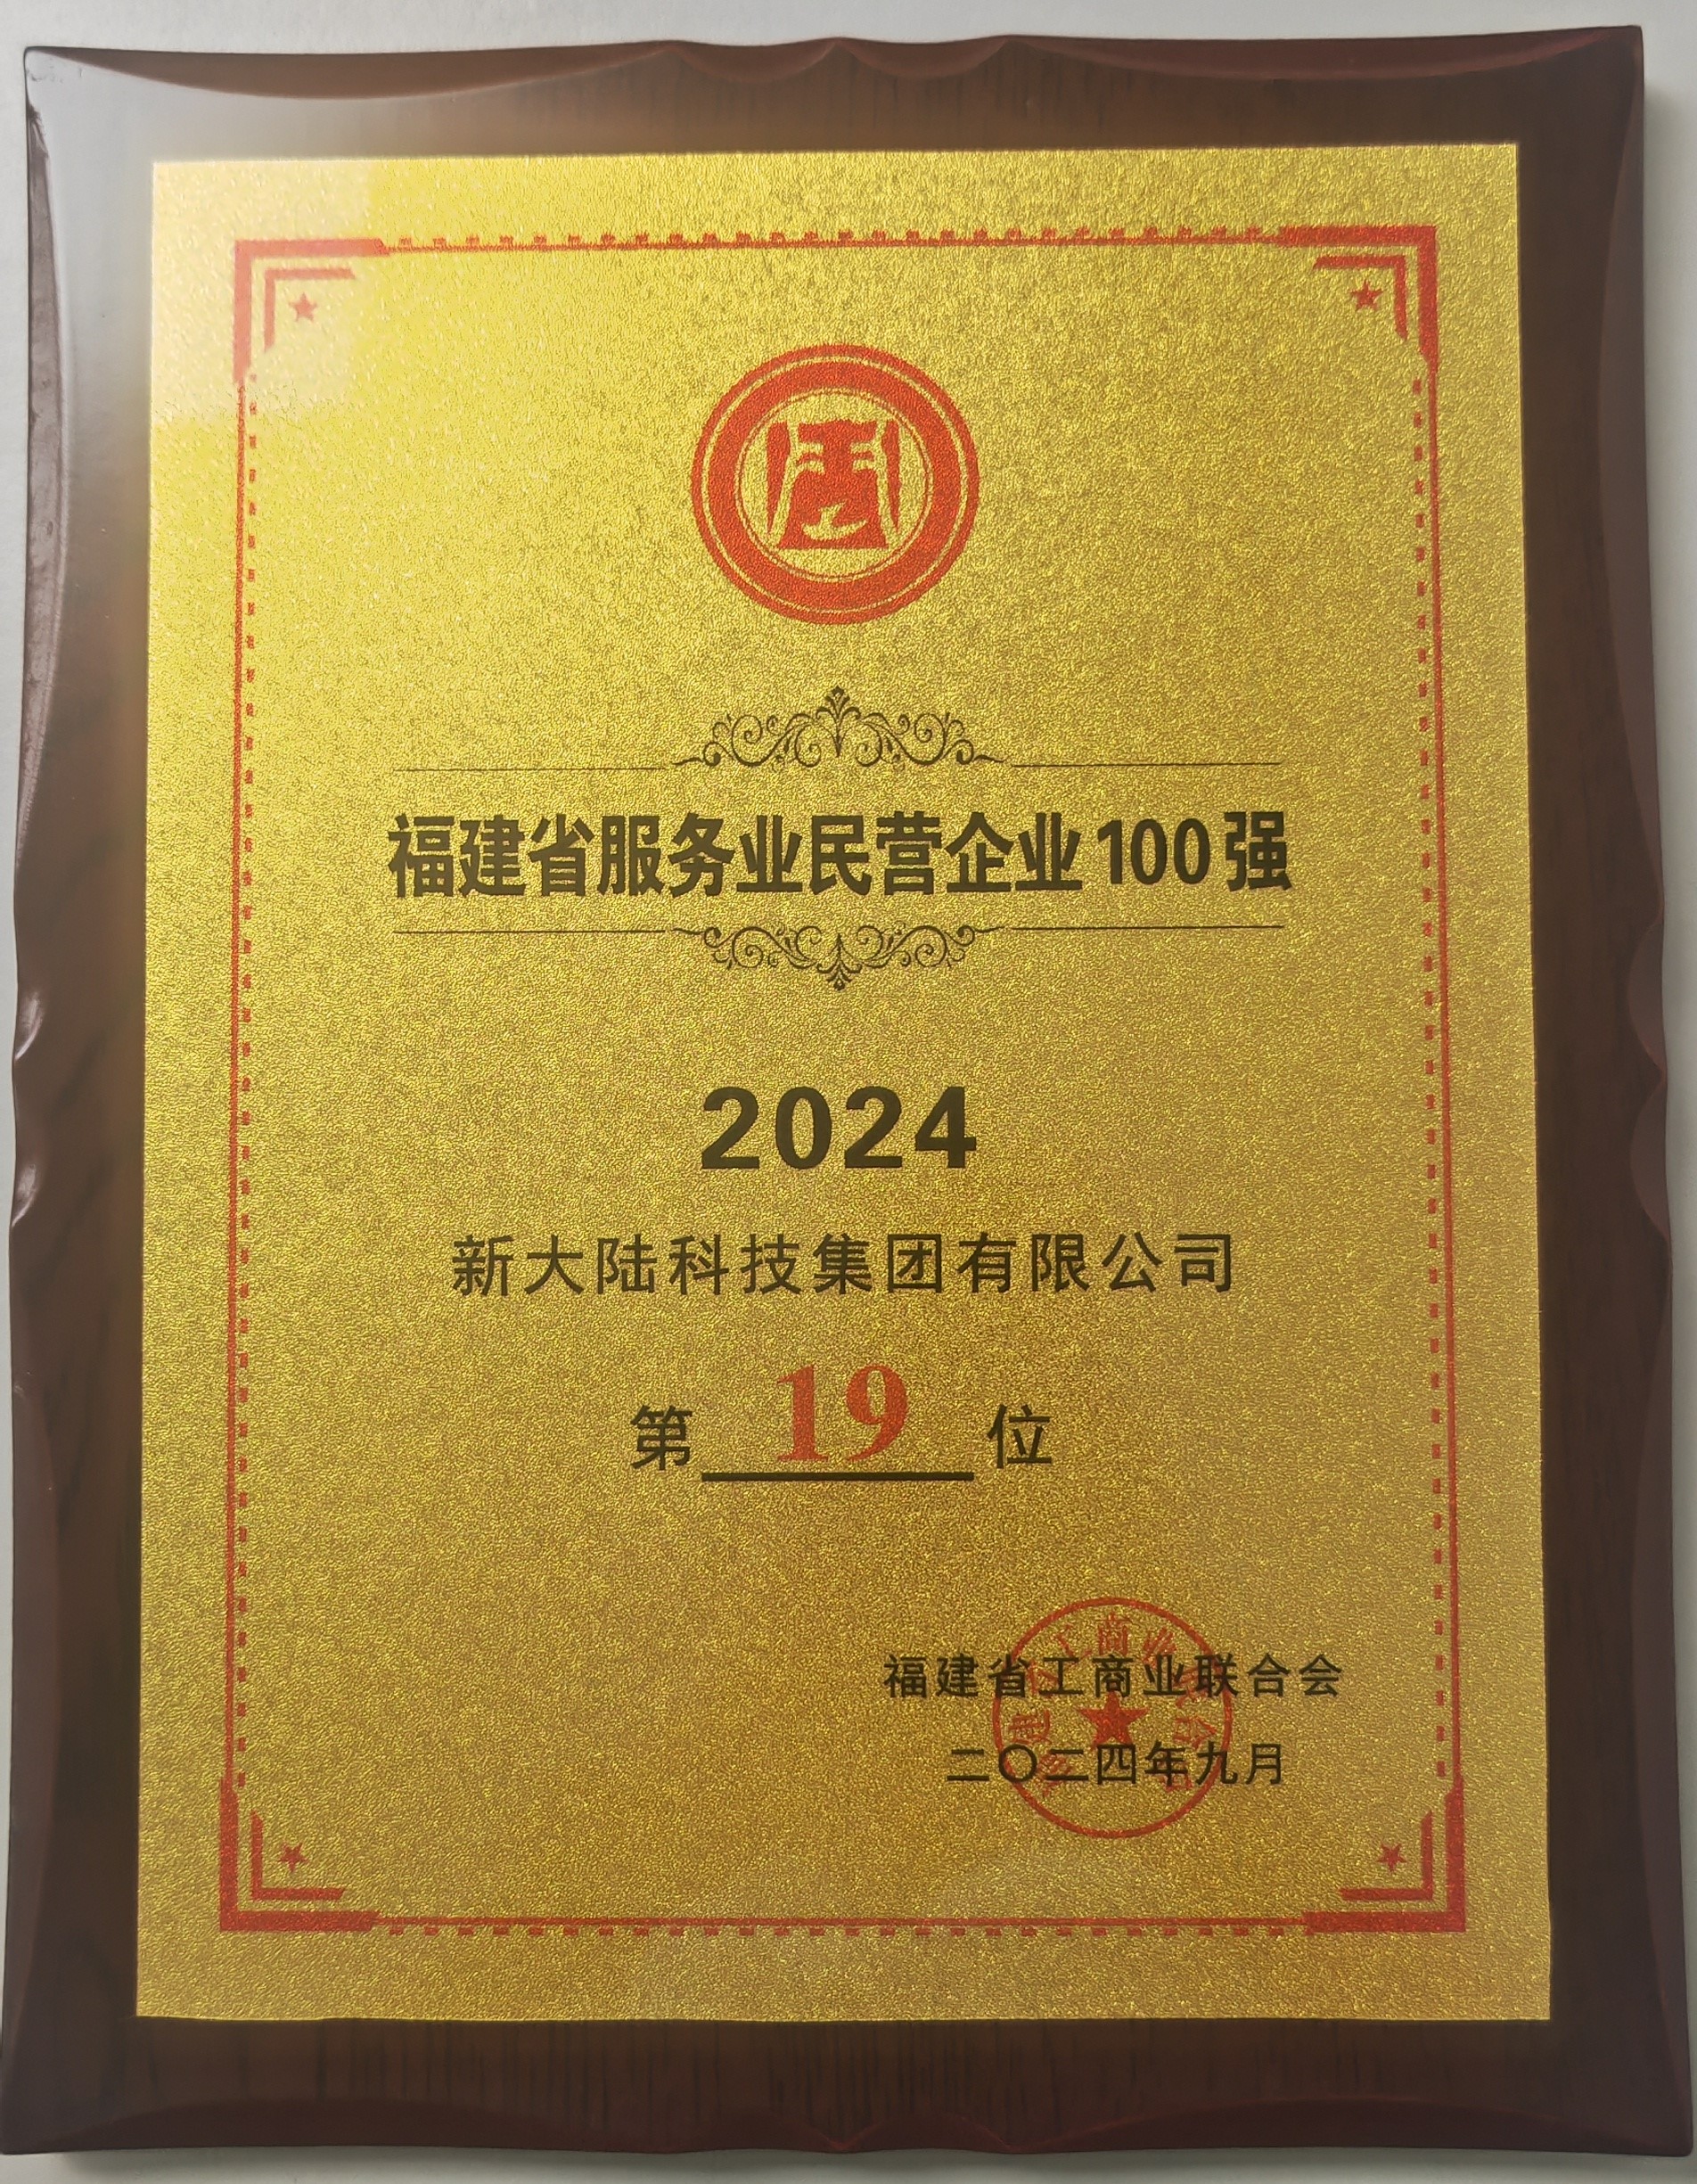 福建省服务业民营企业100强
2024
新大陆科技集团有限公司
第 19 位
福建省工商业联合会
二〇二四年九月